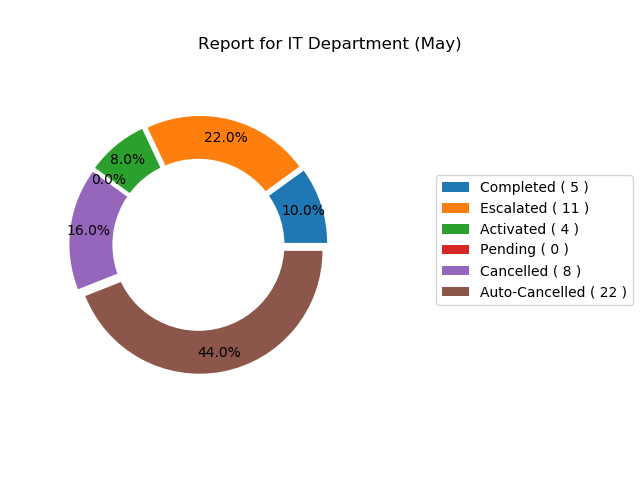 Report for IT Department (May)
22.0%
8.0%
0.0%
10.0%
16.0%
44.0%
Completed ( 5 )
Escalated ( 11 )
Activated ( 4 )
Pending ( 0 )
Cancelled ( 8 )
Auto-Cancelled ( 22 )